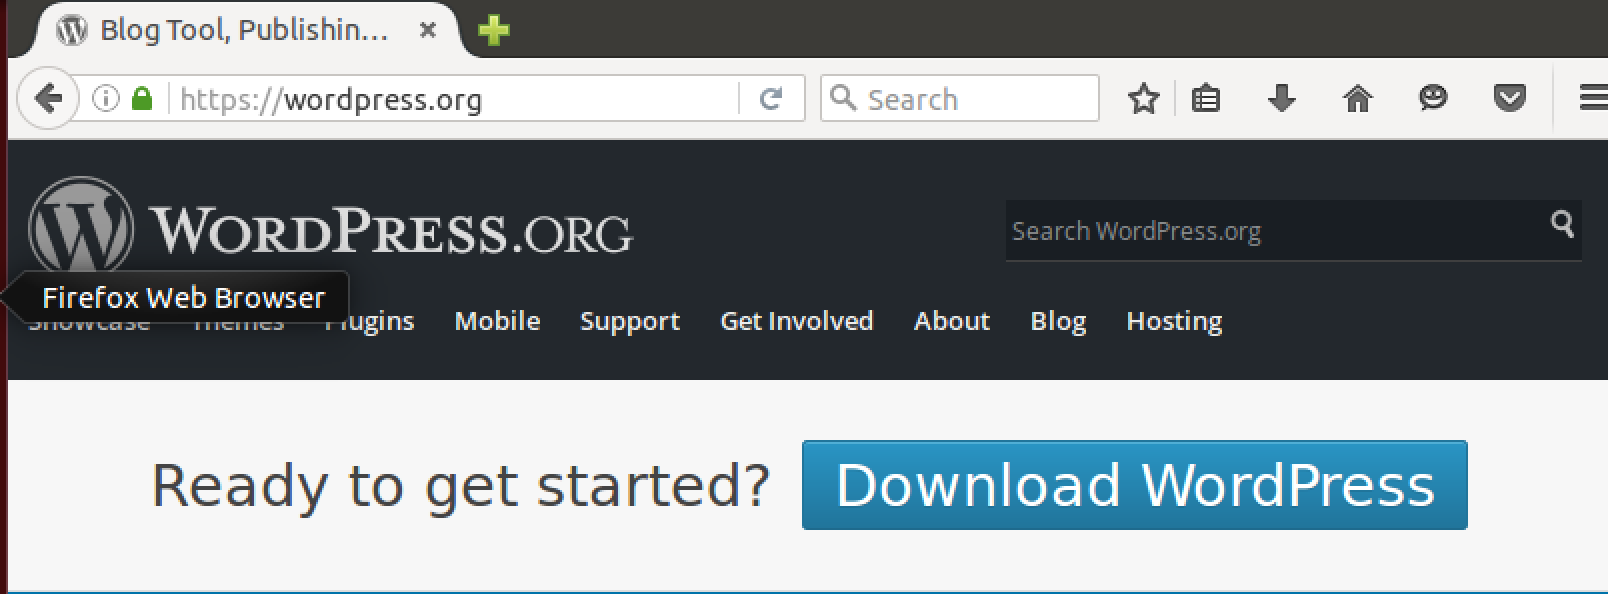 Blog Tool, Publishin...
https://wordpress.org
Search
WORDPRESS.ORG
Search WordPress.org
Firefox Web Browser
Showcase Themes Plugins Mobile Support Get Involved About Blog Hosting
Ready to get started? Download WordPress